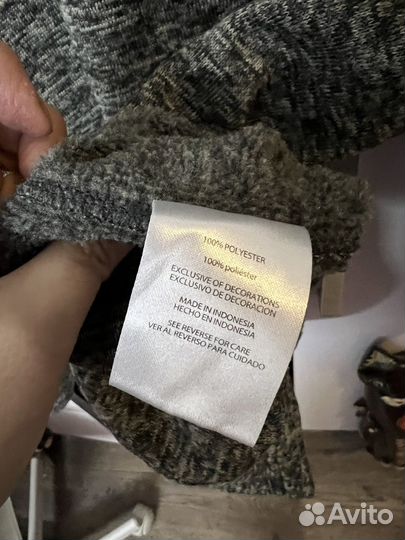 100% POLYESTER
100% poliéster
EXCLUSIVE OF DECORATIONS
EXCLUSIVO DE DECORACION
MADE IN INDONESIA
HECHO EN INDONESIA
SEE REVERSE FOR CARE
VER AL REVERSO PARA CUIDADO
Avito